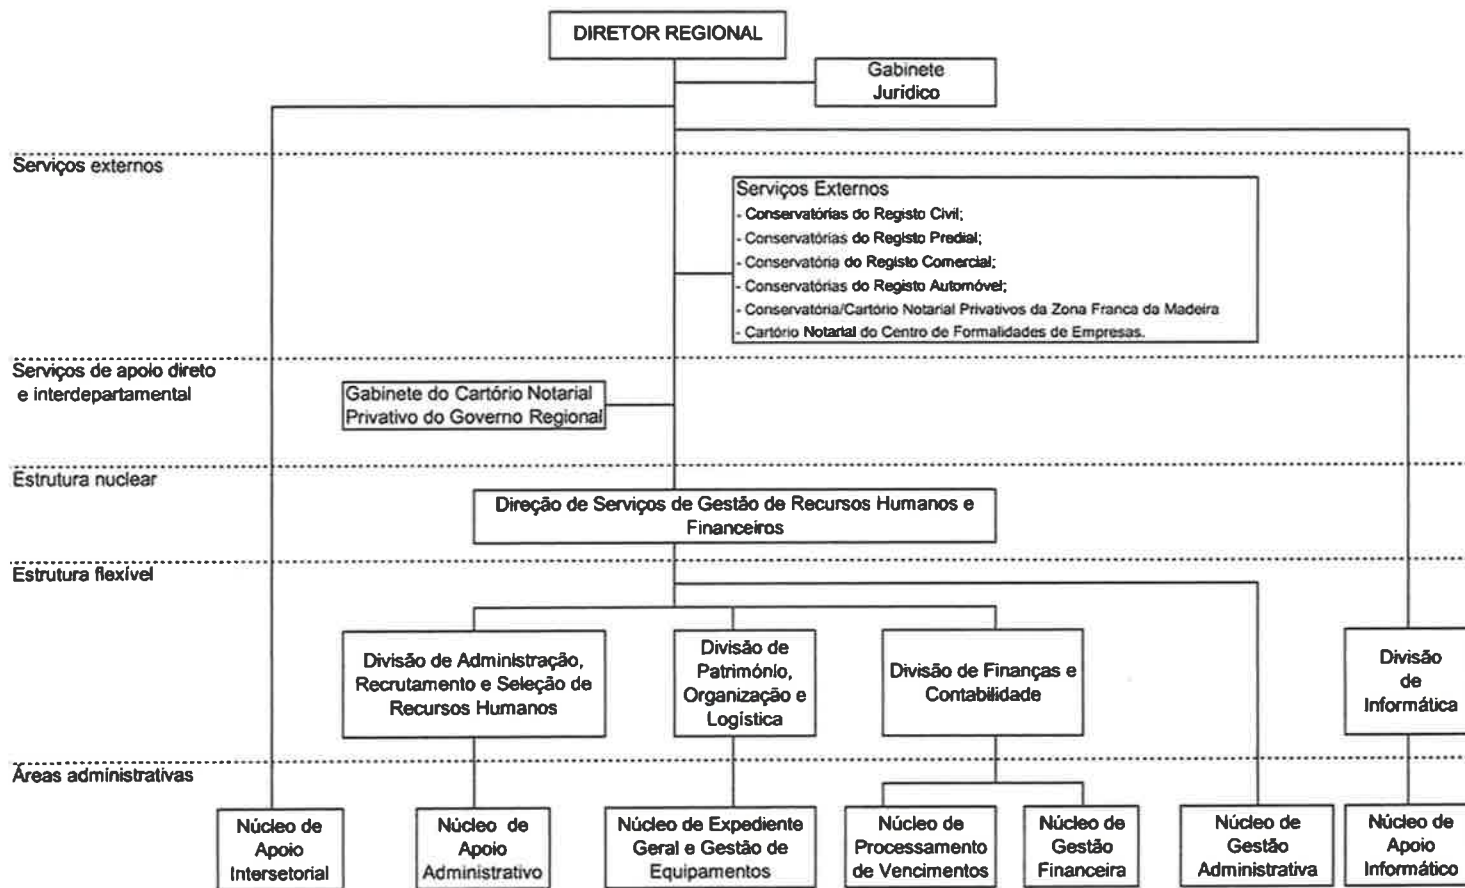 DIRETOR REGIONAL
Gabinete
Jurídico
Serviços externos
Serviços Externos
- Conservatórias do Registo Civil;
- Conservatórias do Registo Predial;
- Conservatória do Registo Comercial;
- Conservatórias do Registo Automóvel;
- Conservatória/Cartório Notarial Privativos da Zona Franca da Madeira
- Cartório Notarial do Centro de Formalidades de Empresas.
Serviços de apoio direto
e interdepartamental
Gabinete do Cartório Notarial
Privativo do Governo Regional
Estrutura nuclear
Direção de Serviços de Gestão de Recursos Humanos e
Financeiros
Estrutura flexível
Divisão de Administração,
Recrutamento e Seleção de
Recursos Humanos
Divisão de
Património,
Organização e
Logística
Divisão de Finanças e
Contabilidade
Divisão
de
Informática
Áreas administrativas
Núcleo de
Apoio
Intersetorial
Núcleo de
Apoio
Administrativo
Núcleo de Expediente
Geral e Gestão de
Equipamentos
Núcleo de
Processamento
de Vencimentos
Núcleo de
Gestão
Financeira
Núcleo de
Gestão
Administrativa
Núcleo de
Apoio
Informático